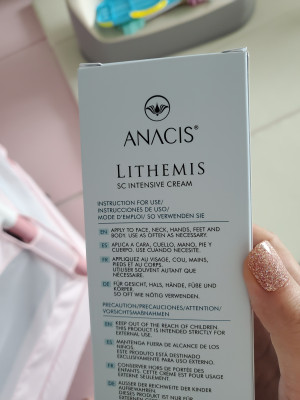 ANACIS®
LITHEMIS
SC INTENSIVE CREAM
INSTRUCTION FOR USE/
INSTRUCCIONES DE USO/
MODE D'EMPLOI/ SO VERWENDEN SIE
EN APPLY TO FACE, NECK, HANDS, FEET AND
BODY. USE AS OFTEN AS NECESSARY.
ES APLICA A CARA, CUELLO, MANO, PIE Y
CUERPO. USE CUANDO NECESITE.
FR APPLIQUEZ AU VISAGE, COU, MAINS,
PIEDS ET AU CORPS.
UTILISER SOUVENT AUTANT QUE
NÉCESSAIRE.
DE FÜR GESICHT, HALS, HÄNDE, FÜßE UND
KÖRPER.
SO OFT WIE NÖTIG VERWENDEN.
PRECAUTION/PRECAUCIONES/ATTENTION/
VORSICHTSMAßNAHMEN
EN KEEP OUT OF THE REACH OF CHILDREN.
THIS PRODUCT IS INTENDED STRICTLY FOR
EXTERNAL USE.
ES MANTENGA FUERA DE ALCANCE DE LOS
NIÑOS.
ESTE PRODUCTO ESTÁ DESTINADO
EXCLUSIVAMENTE PARA USO EXTERNO.
FR CONSERVER HORS DE PORTÉE DES
ENFANTS. CETTE CRÈME EST POUR USAGE
EXTERNE SEULEMENT.
DE AUßER DER REICHWEITE DER KINDER
AUFBEWAHREN.
DIESES PRODUKT IST NUR FÜR